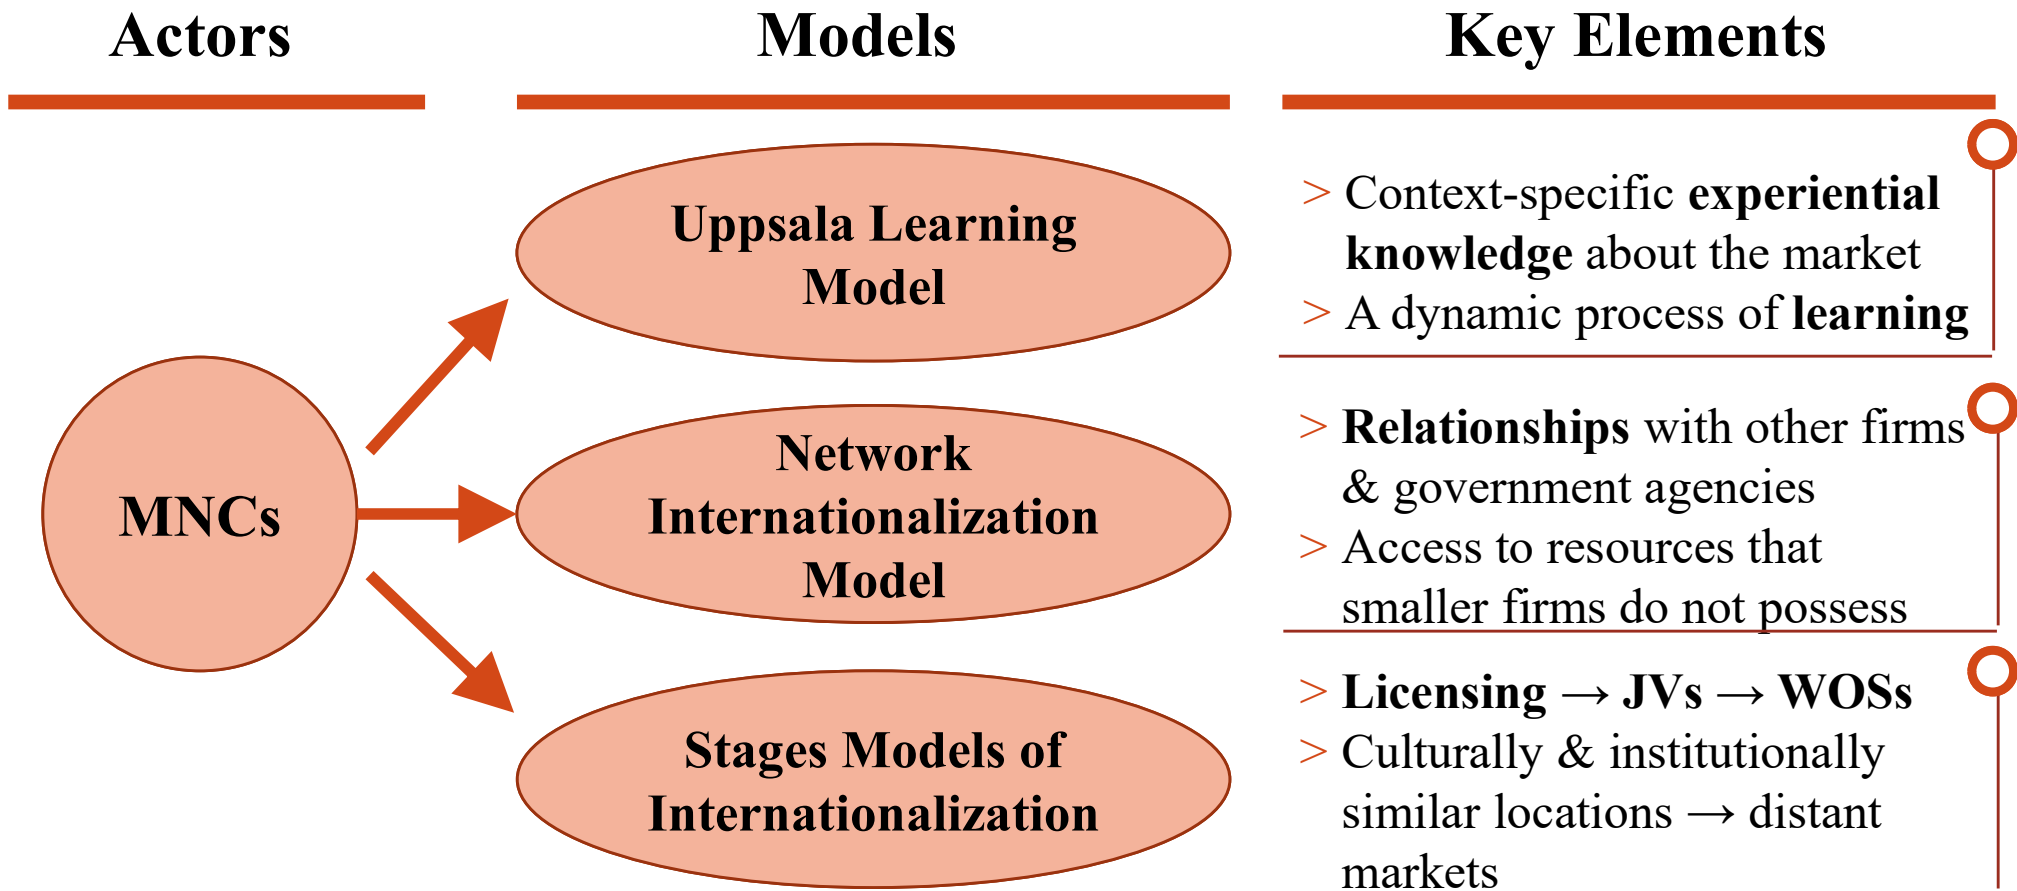 Actors
Models
Key Elements
MNCs
Uppsala Learning
Model
> Context-specific experiential
knowledge about the market
> A dynamic process of learning
Network
Internationalization
Model
> Relationships with other firms
& government agencies
> Access to resources that
smaller firms do not possess
Stages Models of
Internationalization
> Licensing → JVs → WOSs
> Culturally & institutionally
similar locations → distant
markets